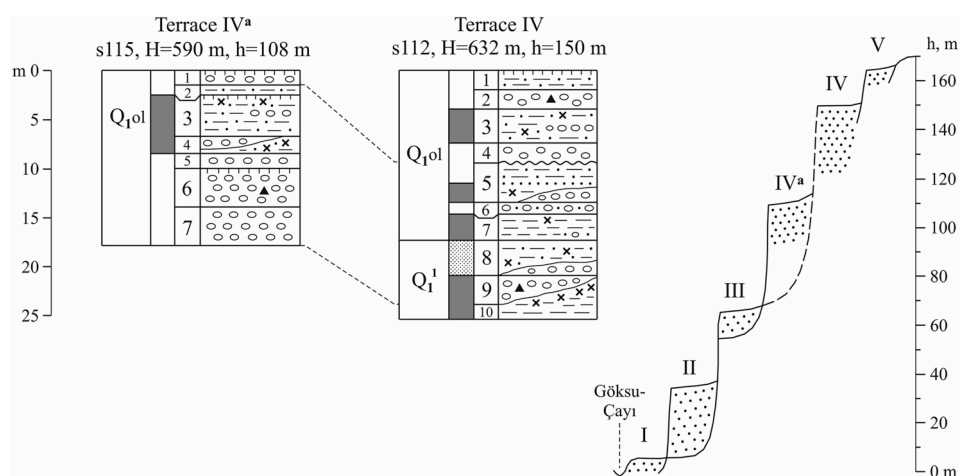 Terrace IVᵃ
s115, H=590 m, h=108 m
m 0
5
10
15
20
25
Q₁ol
1
2
3
4
5
6
7
Terrace IV
s112, H=632 m, h=150 m
Q₁ol
Q₁¹
1
2
3
4
5
6
7
8
9
10
h, m
160
140
120
100
80
60
40
20
0 m
V
IV
IVᵃ
III
II
I
Göksu-
Çayı